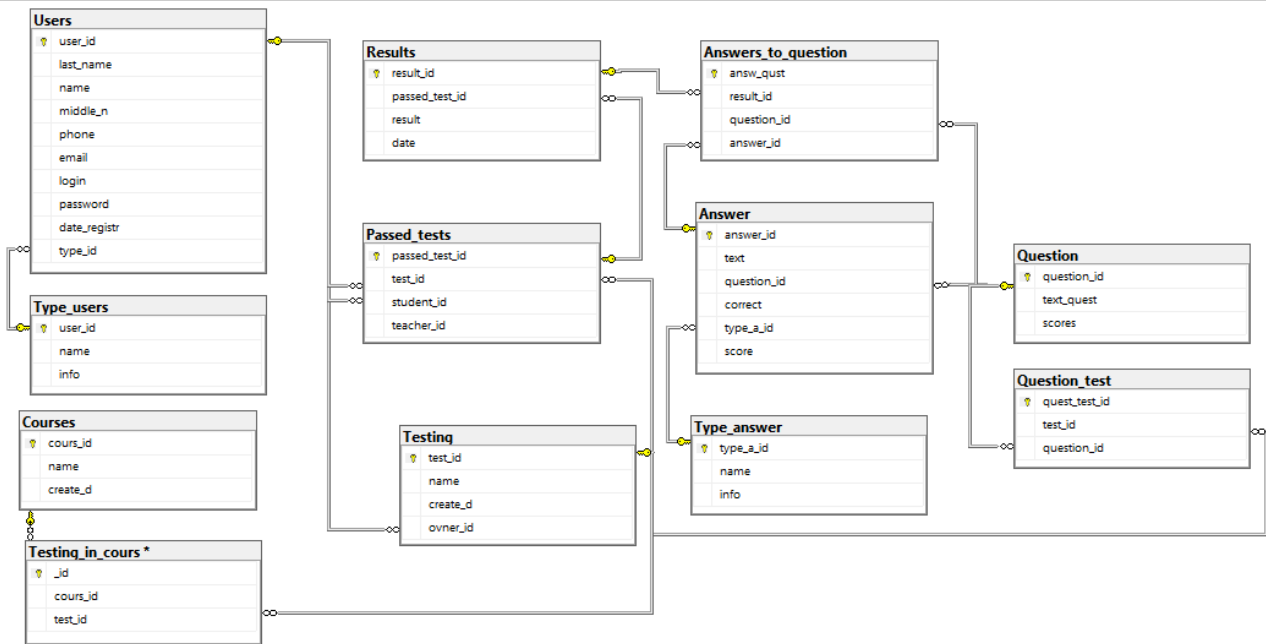 Users
user_id
last_name
name
middle_n
phone
email
login
password
date_registr
type_id
Type_users
user_id
name
info
Courses
cours_id
name
create_d
Testing_in_cours *
_id
cours_id
test_id
Results
result_id
passed_test_id
result
date
Passed_tests
passed_test_id
test_id
student_id
teacher_id
Testing
test_id
name
create_d
ovner_id
Answers_to_question
answ_qust
result_id
question_id
answer_id
Answer
answer_id
text
question_id
correct
type_a_id
score
Type_answer
type_a_id
name
info
Question
question_id
text_quest
scores
Question_test
quest_test_id
test_id
question_id